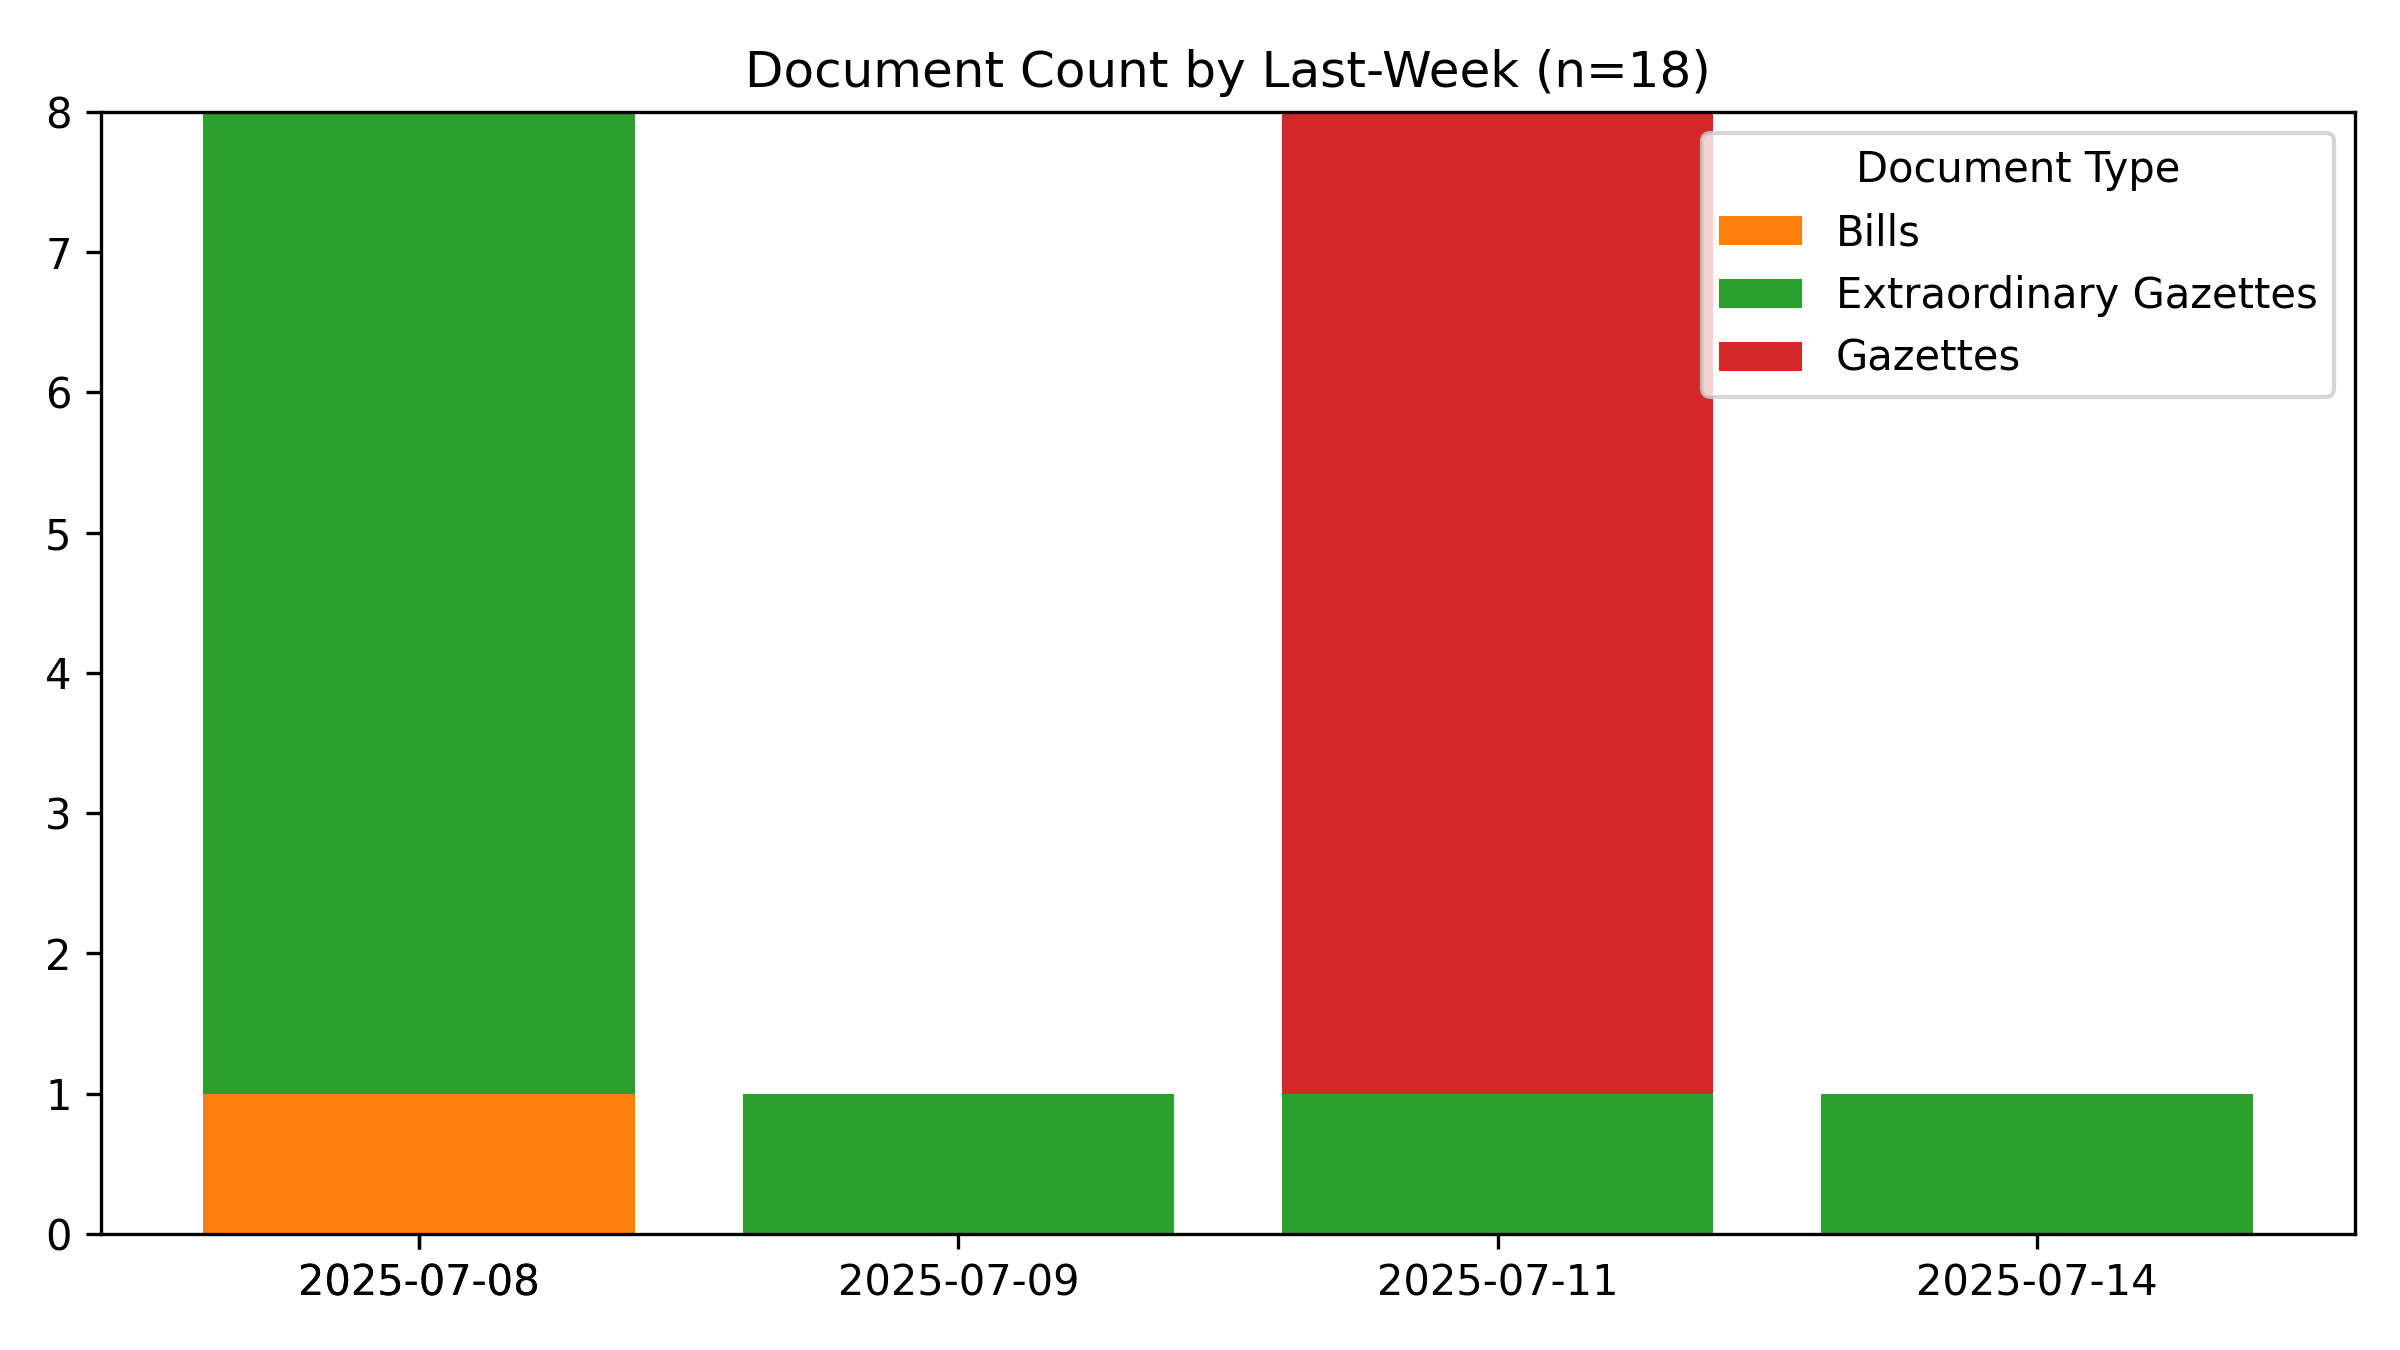 Document Count by Last-Week (n=18)
8
7
6
5
4
3
2
1
0
Document Type
Bills
Extraordinary Gazettes
Gazettes
2025-07-08
2025-07-09
2025-07-11
2025-07-14